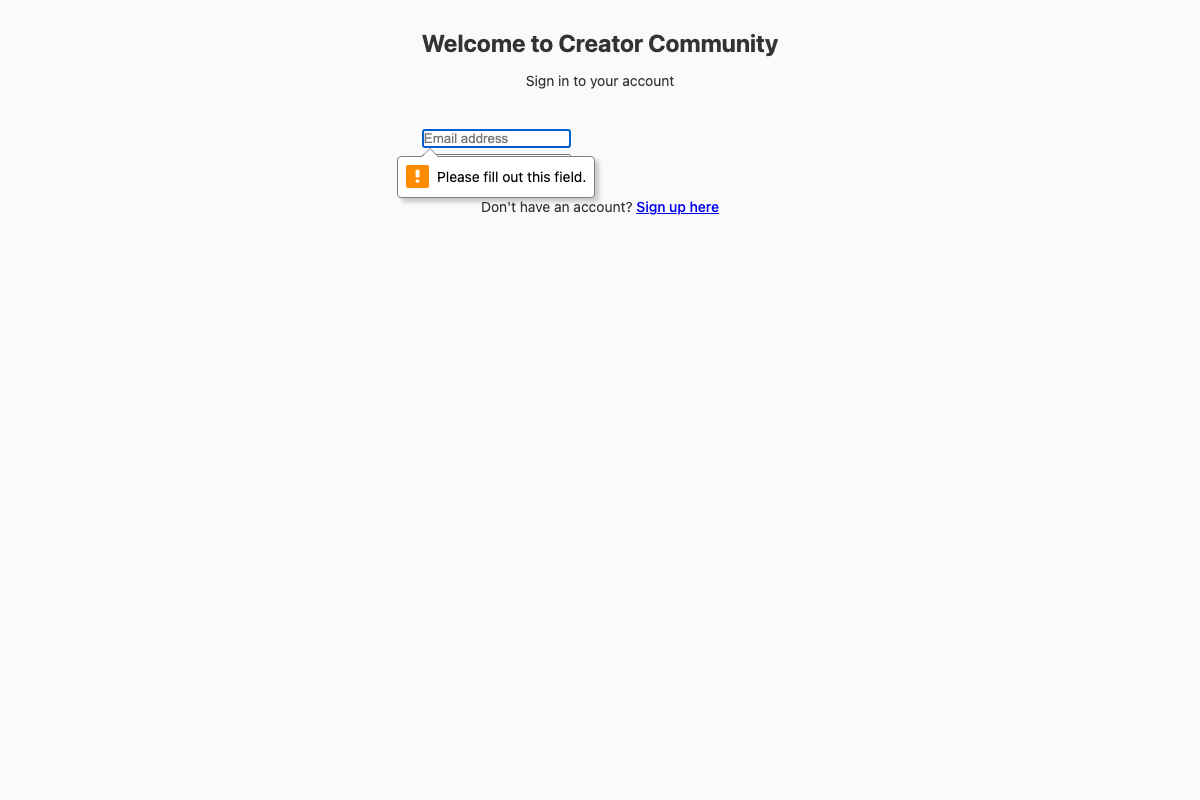 Welcome to Creator Community
Sign in to your account
Email address
Please fill out this field.
Don't have an account? Sign up here